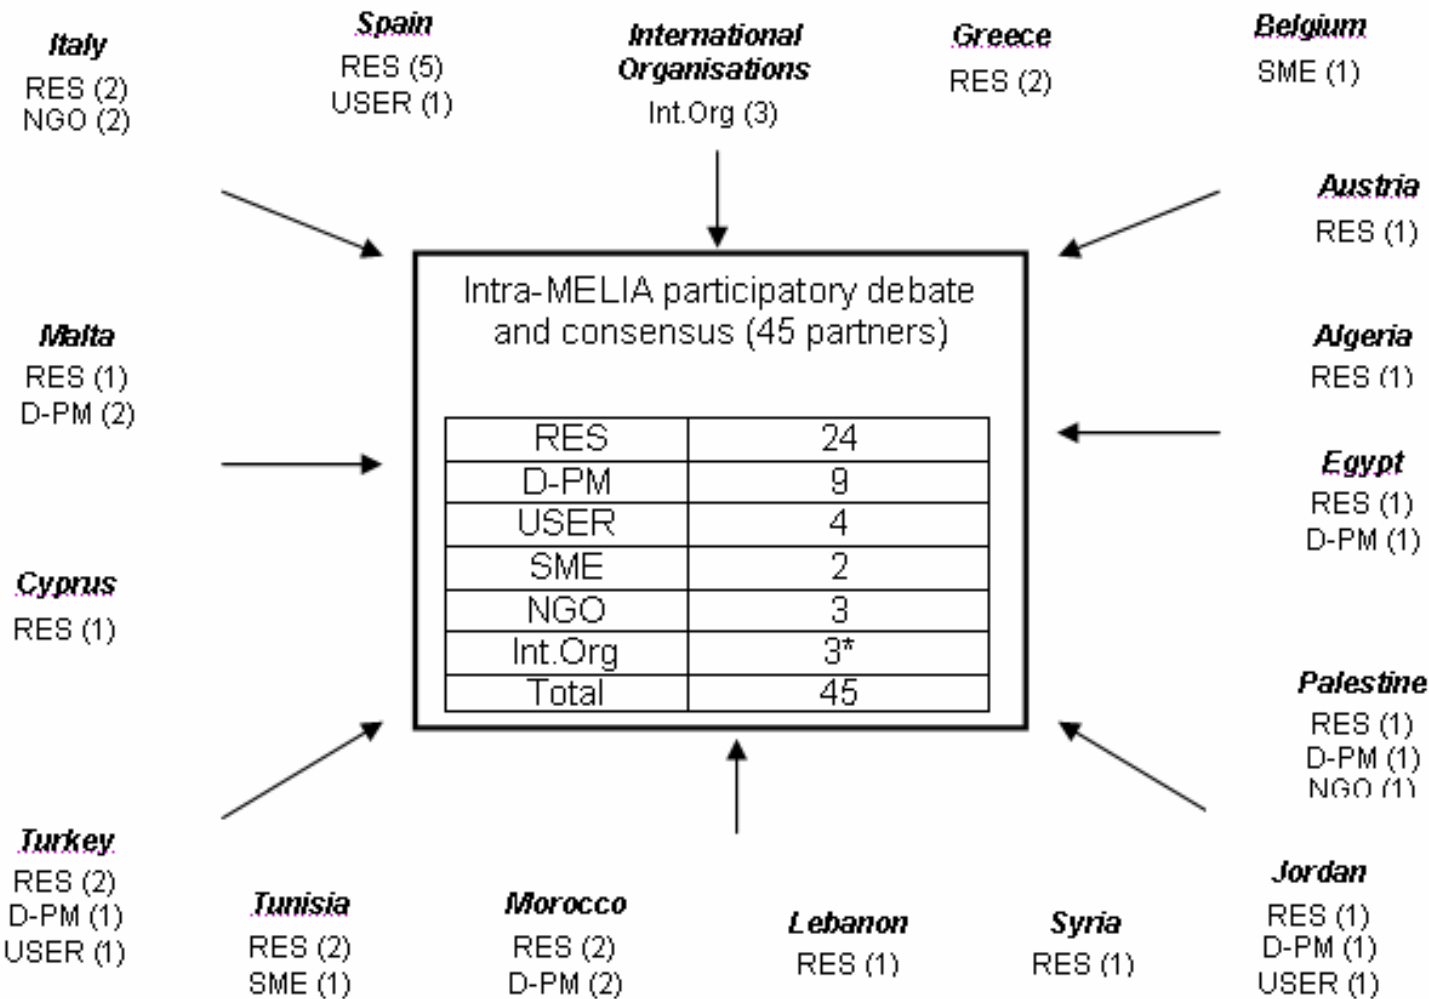 Italy
RES (2)
NGO (2)
Spain
RES (5)
USER (1)
International
Organisations
Int.Org (3)
Greece
RES (2)
Belgium
SME (1)
Austria
RES (1)
Malta
RES (1)
D-PM (2)
Intra-MELIA participatory debate
and consensus (45 partners)
RES 24
D-PM 9
USER 4
SME 2
NGO 3
Int.Org 3*
Total 45
Algeria
RES (1)
Egypt
RES (1)
D-PM (1)
Cyprus
RES (1)
Palestine
RES (1)
D-PM (1)
NGO (1)
Turkey
RES (2)
D-PM (1)
USER (1)
Tunisia
RES (2)
SME (1)
Morocco
RES (2)
D-PM (2)
Lebanon
RES (1)
Syria
RES (1)
Jordan
RES (1)
D-PM (1)
USER (1)